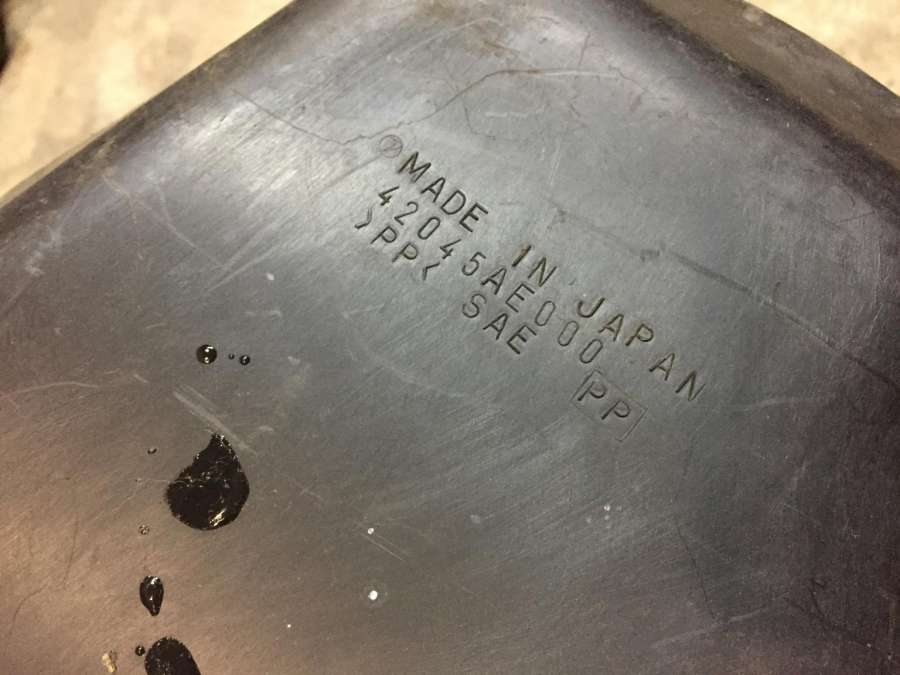 MADE IN JAPAN
42045AE000
>PP< SAE
PP